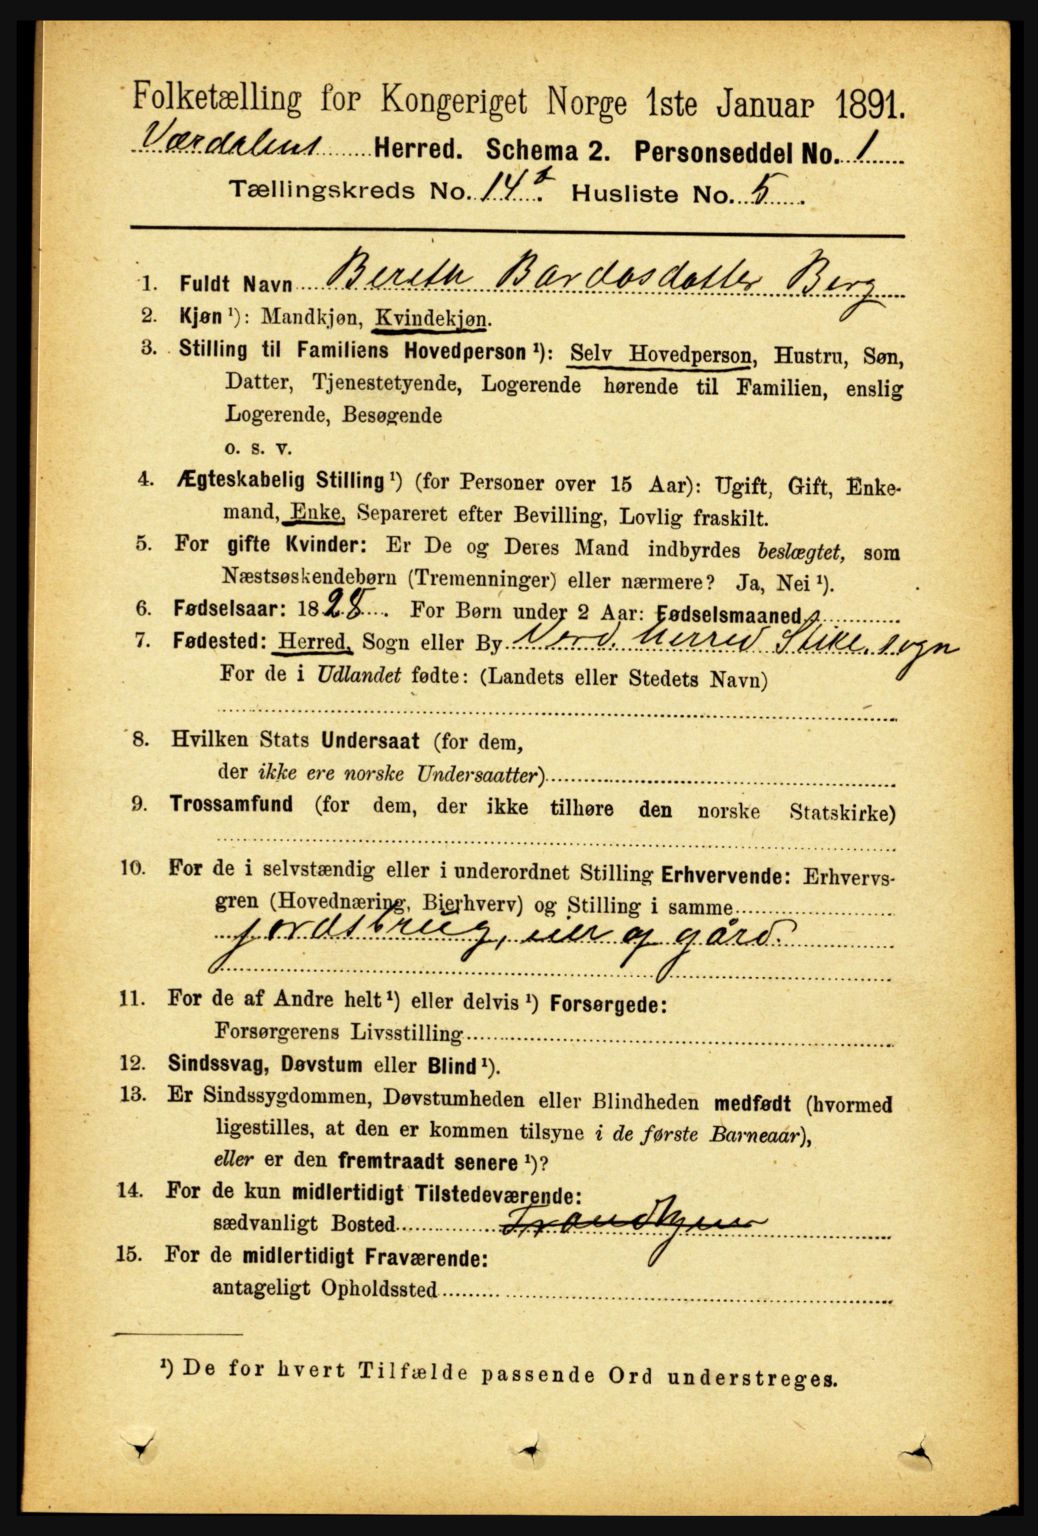 Folketælling for Kongeriget Norge 1ste Januar 1891.
Værdalens Herred. Schema 2. Personseddel No. 1
Tællingskreds No. 14. Husliste No. 5.
1. Fuldt Navn Bereth Bardosdatter Berg
2. Kjøn ¹): Mandkjøn, Kvindekjøn.
3. Stilling til Familiens Hovedperson ¹): Selv Hovedperson, Hustru, Søn,
Datter, Tjenestetyende, Logerende hørende til Familien, enslig
Logerende, Besøgende
o. s. v.
4. Ægteskabelig Stilling ¹) (for Personer over 15 Aar): Ugift, Gift, Enke-
mand, Enke, Separeret efter Bevilling, Lovlig fraskilt.
5. For gifte Kvinder: Er De og Deres Mand indbyrdes beslægtet, som
Næstsøskendebørn (Tremenninger) eller nærmere? Ja, Nei ¹).
6. Fødselsaar: 1828. For Børn under 2 Aar: Fødselsmaaned
7. Fødested: Herred, Sogn eller By Værd. Herred Stike. sogn
For de i Udlandet fødte: (Landets eller Stedets Navn)
8. Hvilken Stats Undersaat (for dem,
der ikke ere norske Undersaatter)
9. Trossamfund (for dem, der ikke tilhøre den norske Statskirke)
10. For de i selvstændig eller i underordnet Stilling Erhvervende: Erhvervs-
gren (Hovednæring, Bierhverv) og Stilling i samme
jordsbrug, eier af gård.
11. For de af Andre helt ¹) eller delvis ¹) Forsørgede:
Forsørgerens Livsstilling
12. Sindssvag, Døvstum eller Blind ¹).
13. Er Sindssygdommen, Døvstumheden eller Blindheden medfødt (hvormed
ligestilles, at den er kommen tilsyne i de første Barneaar),
eller er den fremtraadt senere ¹)?
14. For de kun midlertidigt Tilstedeværende:
sædvanligt Bosted
15. For de midlertidigt Fraværende:
antageligt Opholdssted
¹) De for hvert Tilfælde passende Ord understreges.